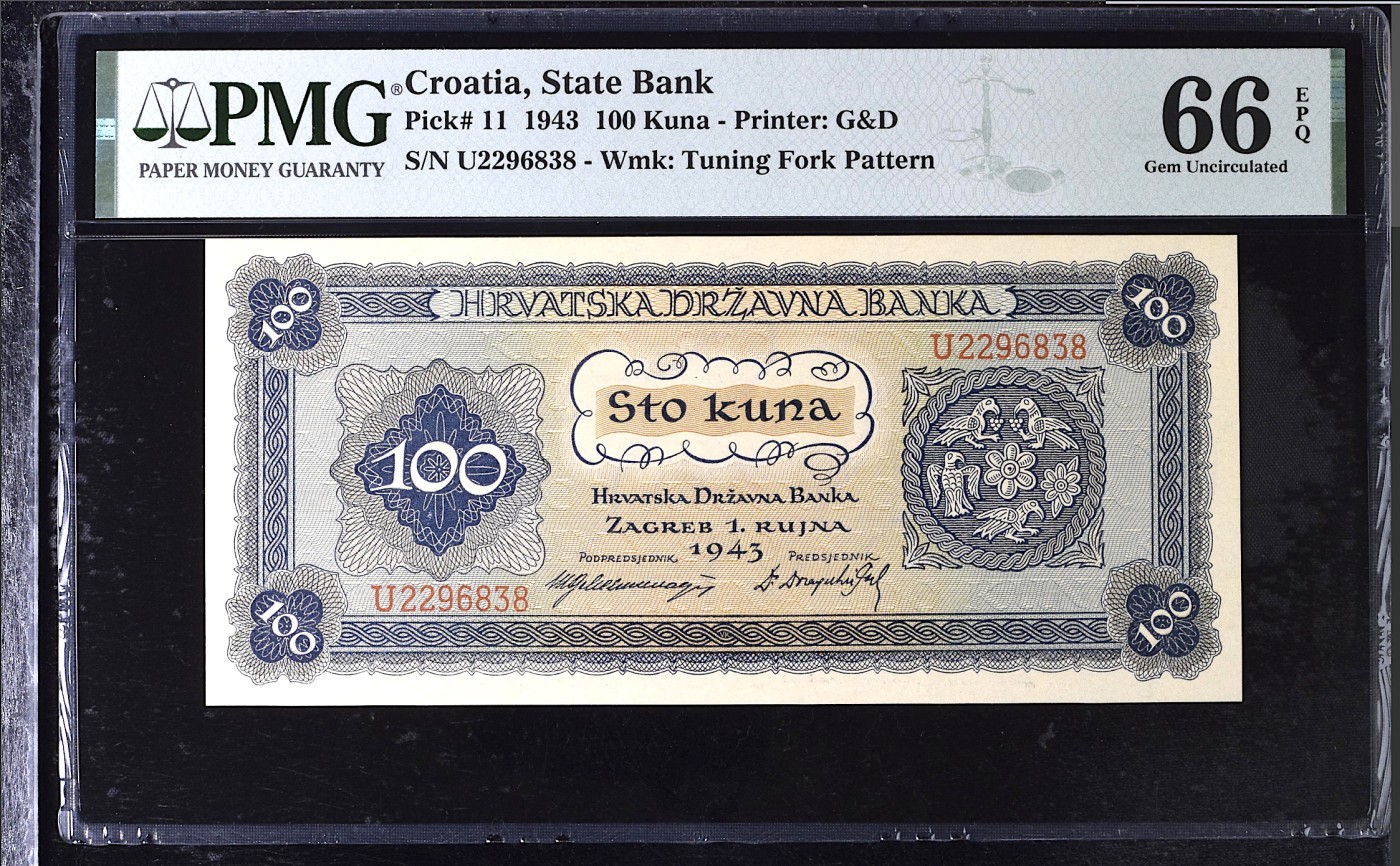 PMG®
PAPER MONEY GUARANTY
Croatia, State Bank
Pick# 11 1943 100 Kuna - Printer: G&D
S/N U2296838 - Wmk: Tuning Fork Pattern
66
EPQ
Gem Uncirculated
100
HRVATSKA DRŽAVNA BANKA
100
U2296838
Sto kuna
100
Hrvatska Državna Banka
Zagreb 1. rujna
1943
Podpredsjednik
Predsjednik
U2296838
100
100